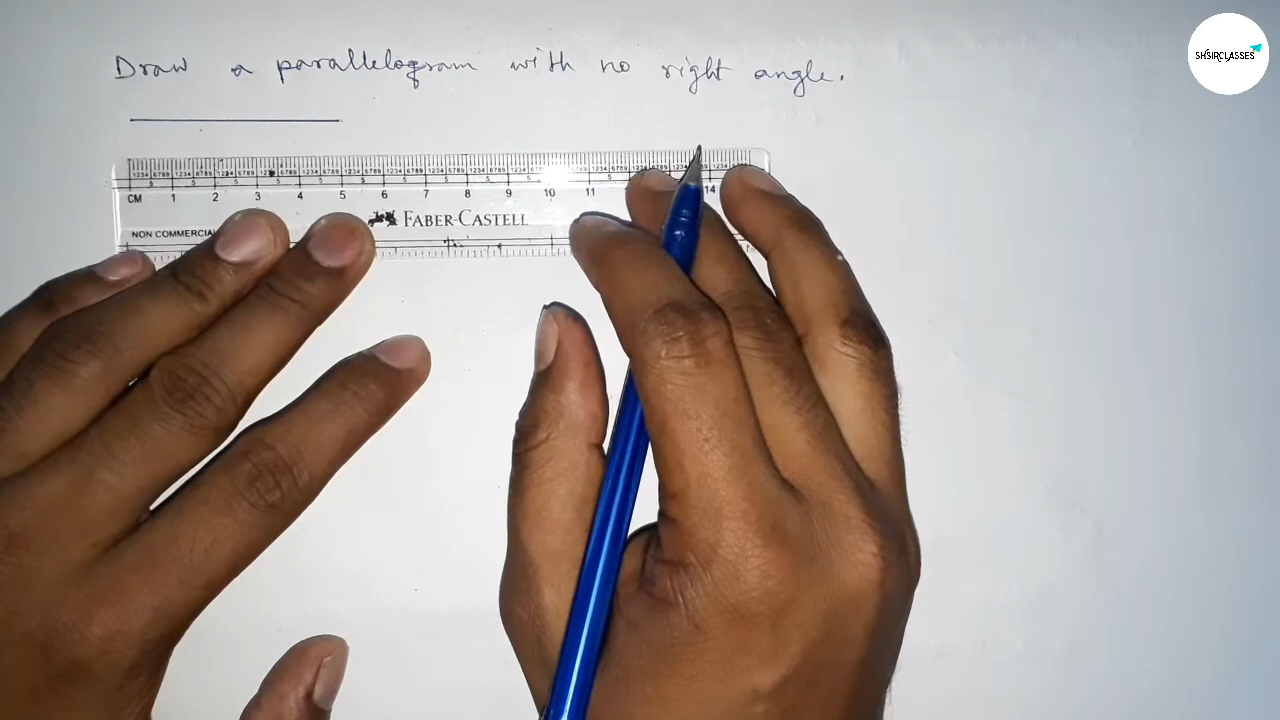 Draw a parallelogram with no right angle.
SHSIRCLASSES
CM 1 2 3 4 5 6 7 8 9 10 11 14
FABER-CASTELL
NON COMMERCIAL